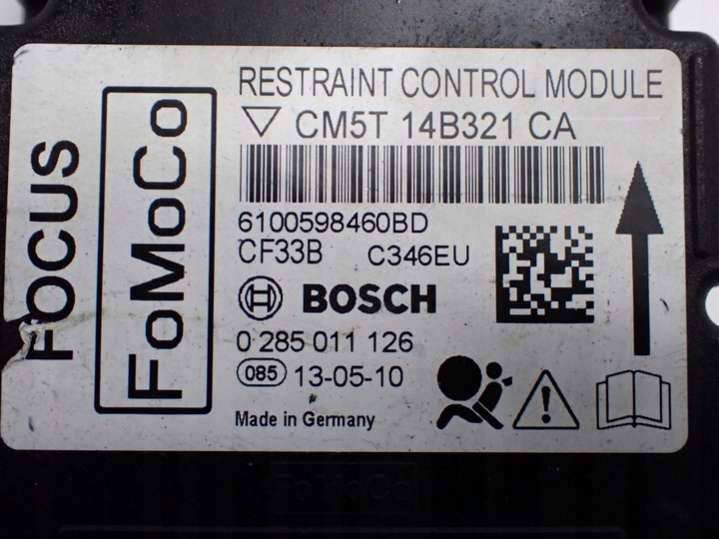 FOCUS
FoMoCo
RESTRAINT CONTROL MODULE
CM5T 14B321 CA
6100598460BD
CF33B C346EU
BOSCH
0 285 011 126
085 13-05-10
Made in Germany
FoMoCo